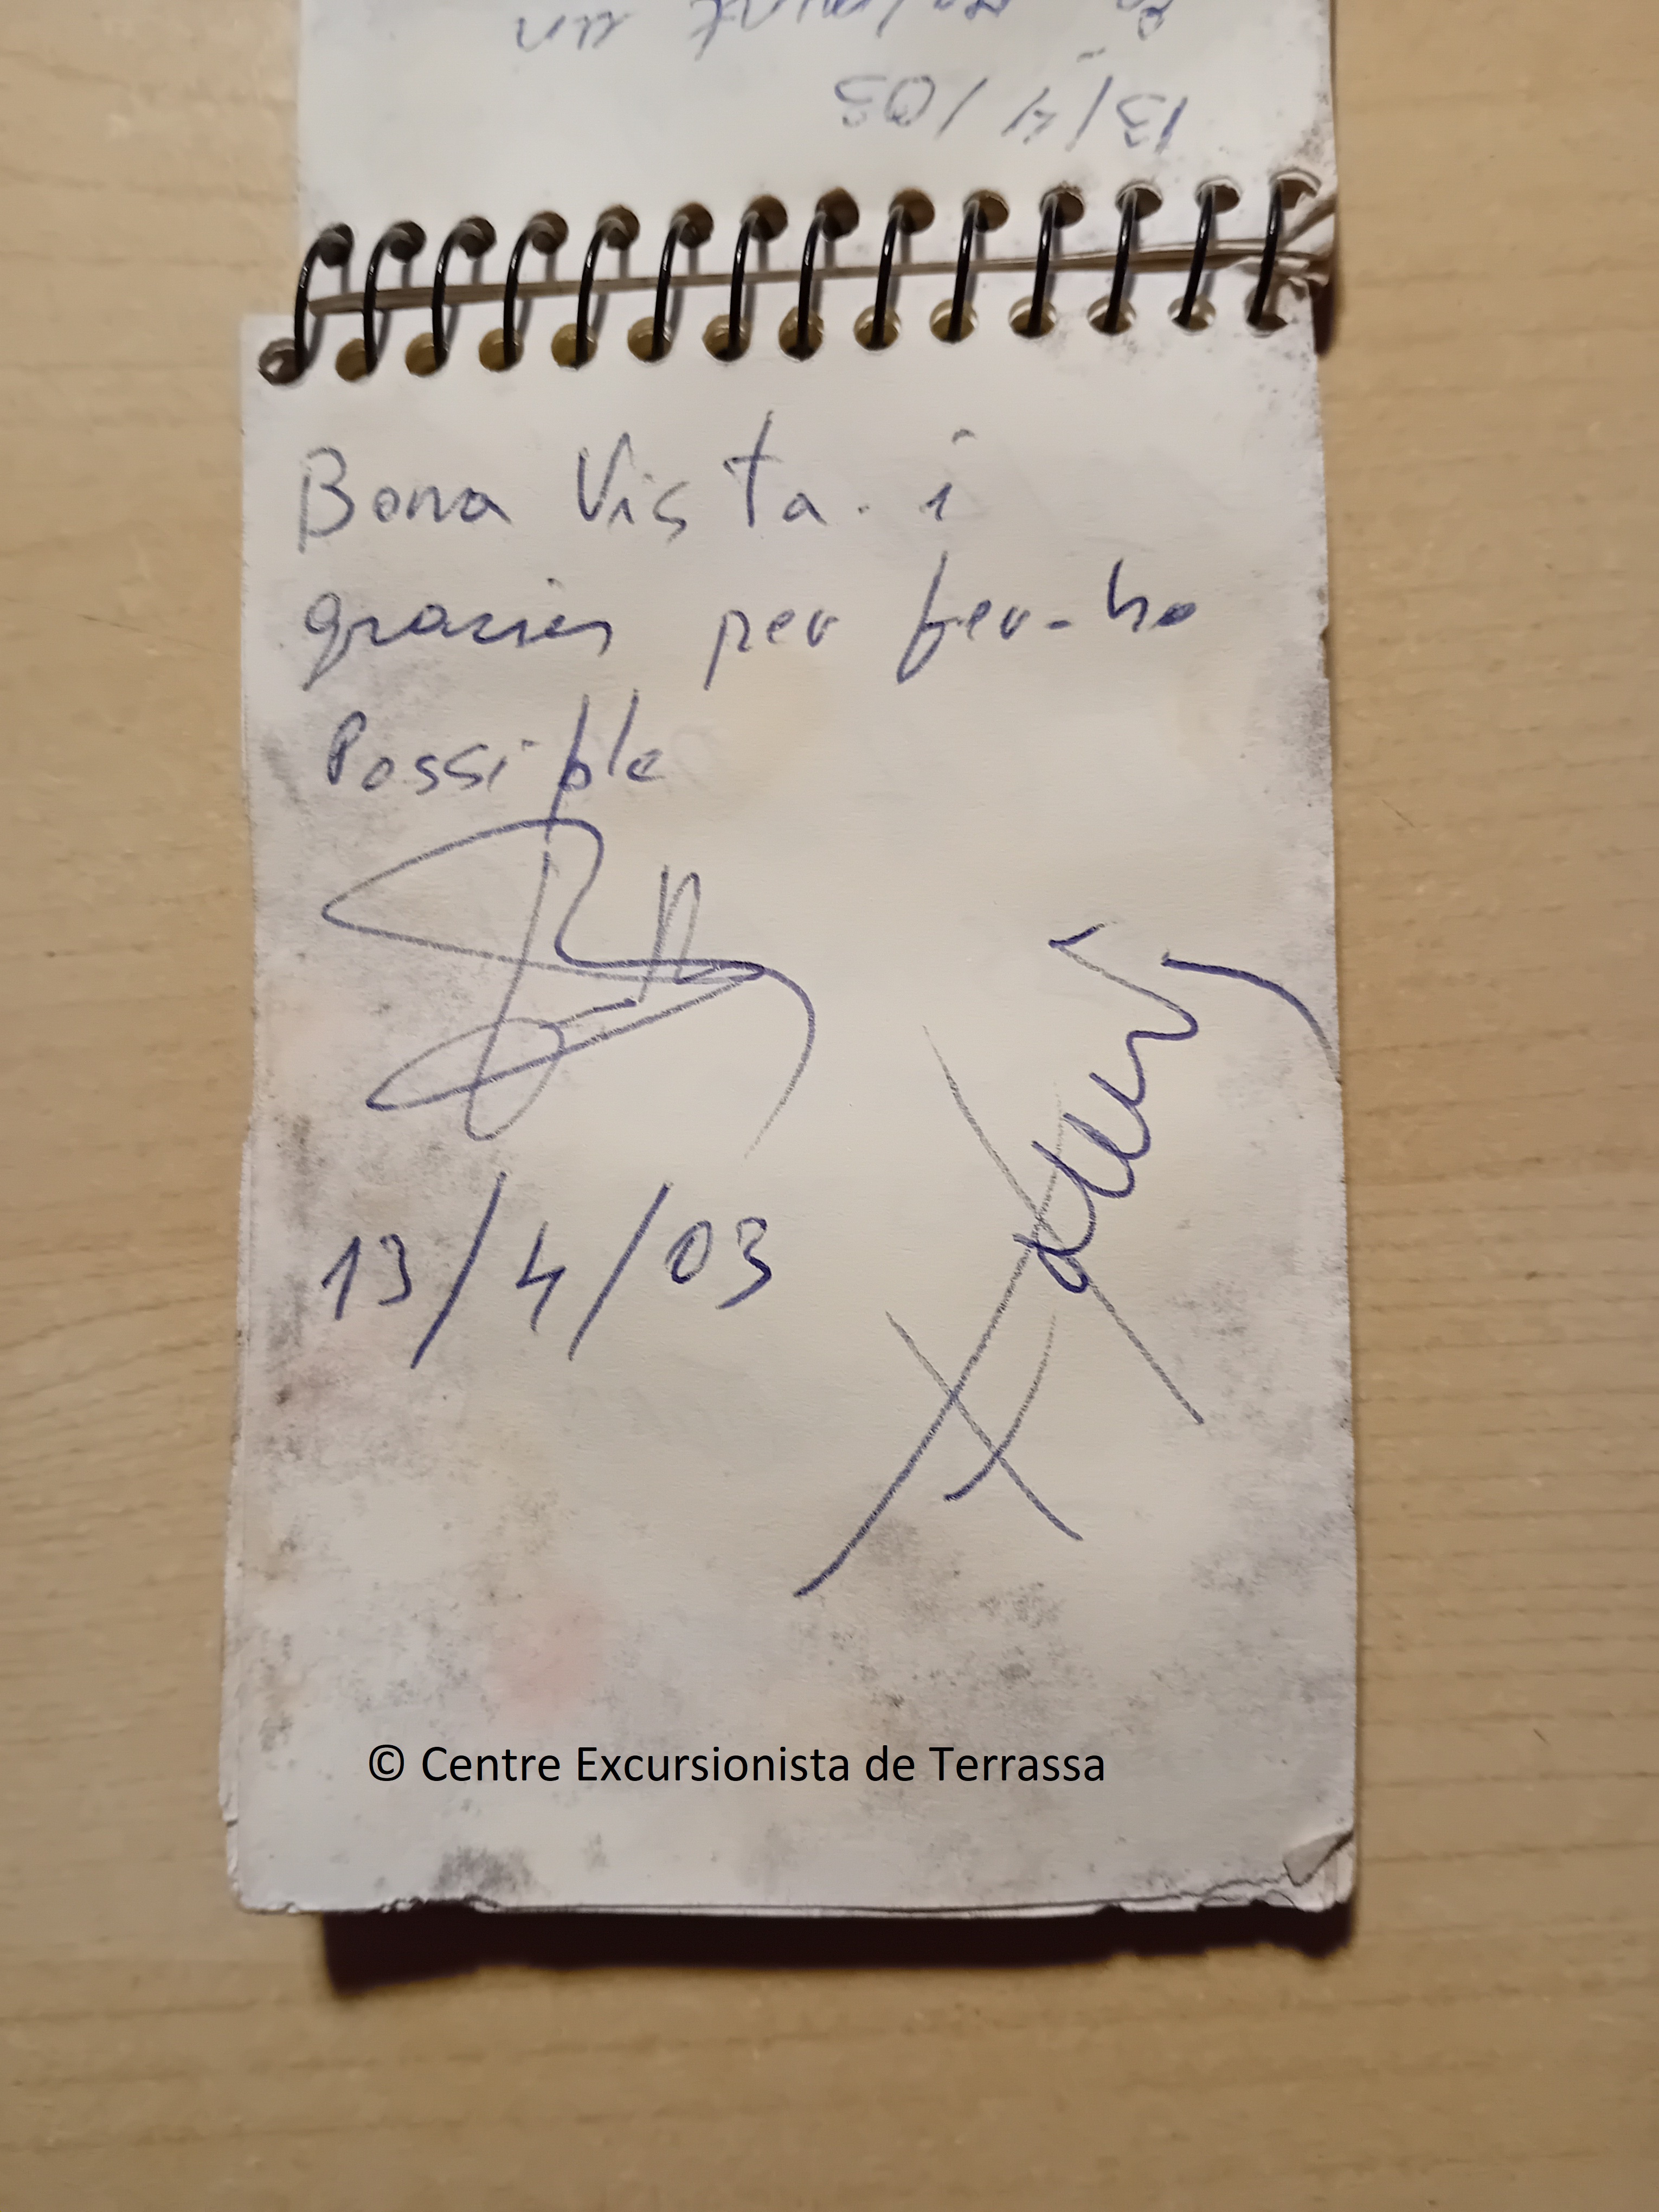 13/4/03
Bona Vista. i
gracies per fer-ho
Possible
13/4/03
© Centre Excursionista de Terrassa